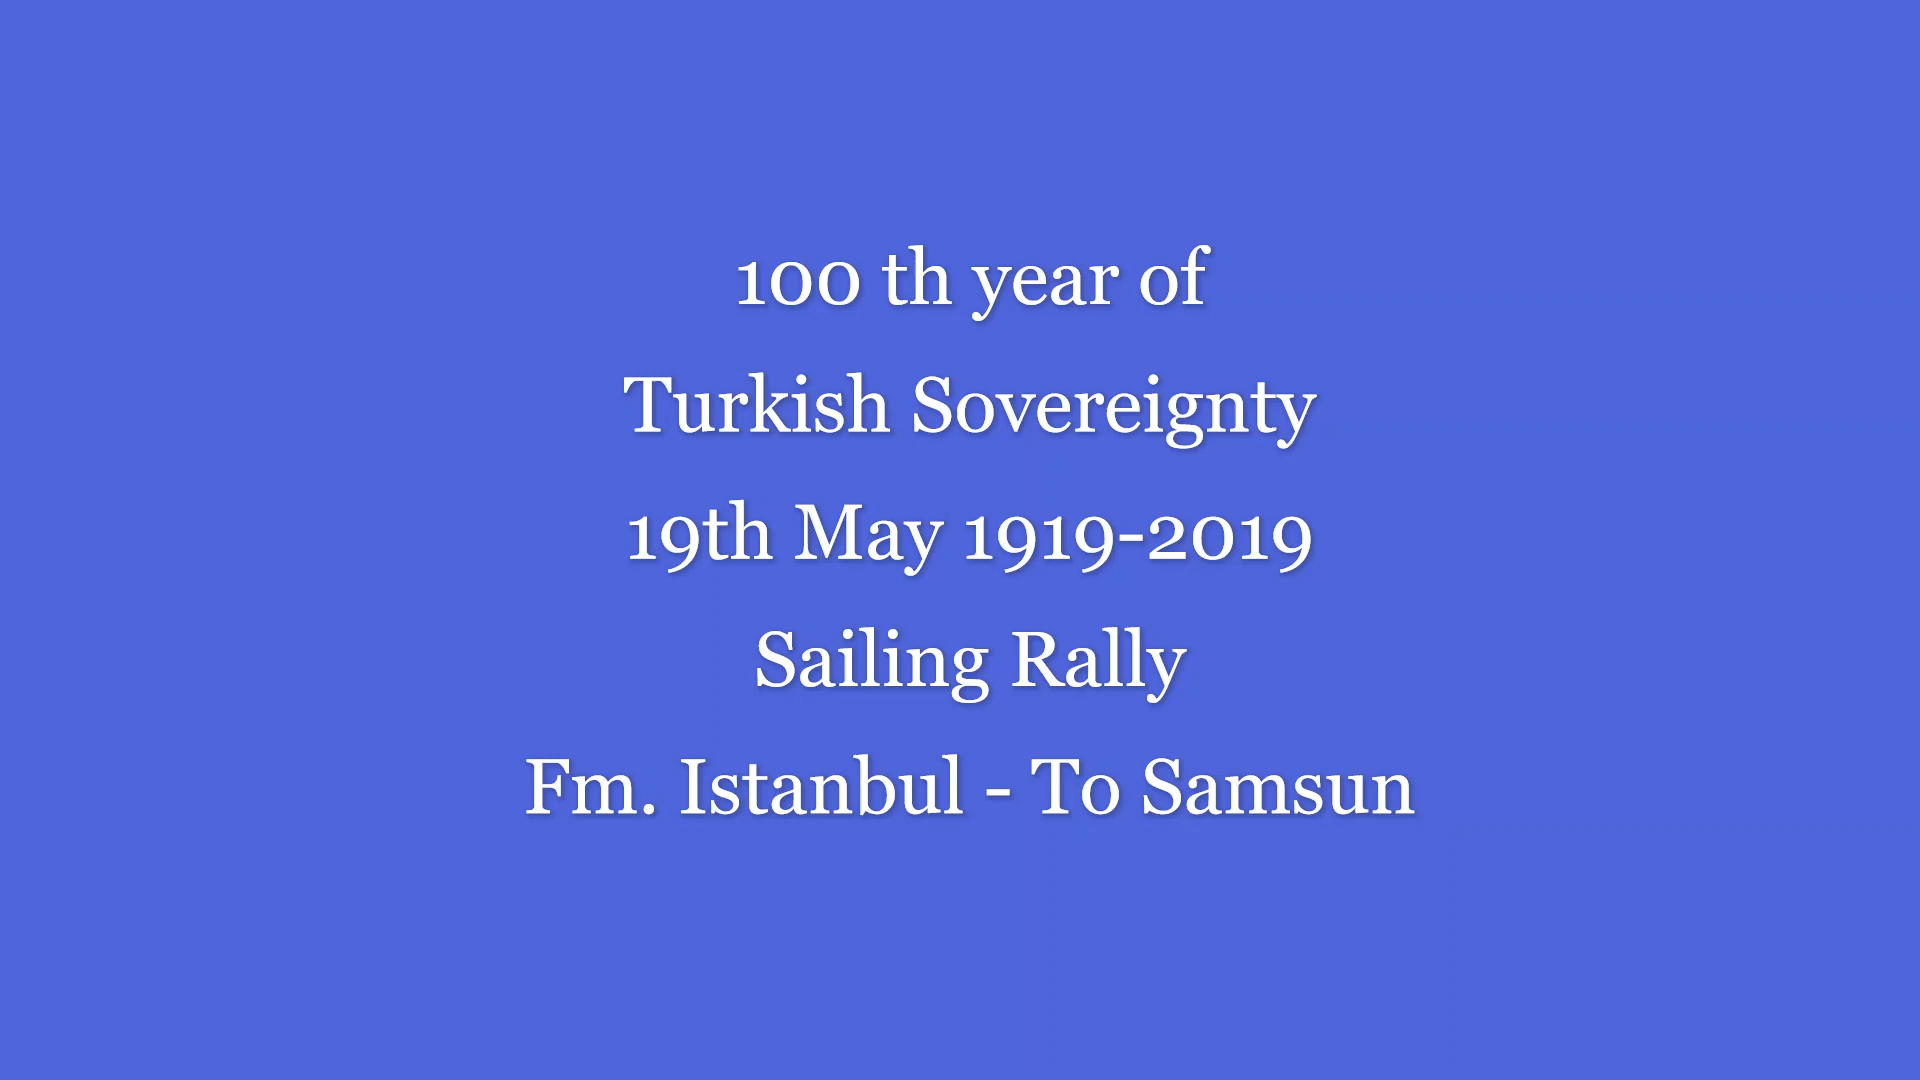 100 th year of
Turkish Sovereignty
19th May 1919-2019
Sailing Rally
Fm. Istanbul - To Samsun